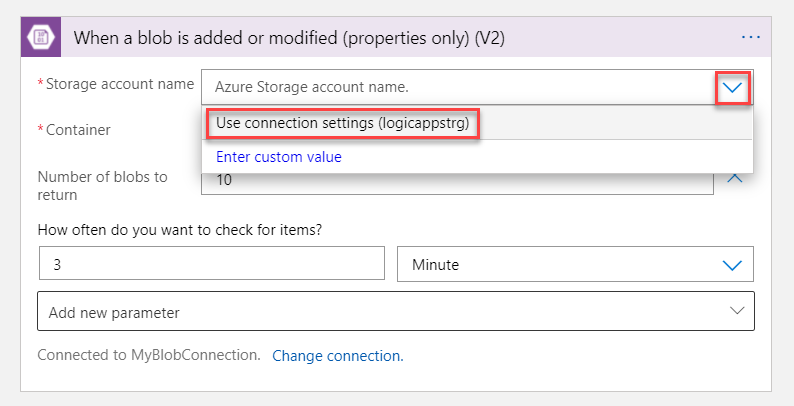 When a blob is added or modified (properties only) (V2)
* Storage account name
Azure Storage account name.
Use connection settings (logicappstrg)
* Container
Enter custom value
Number of blobs to
return
10
How often do you want to check for items?
3
Minute
Add new parameter
Connected to MyBlobConnection. Change connection.